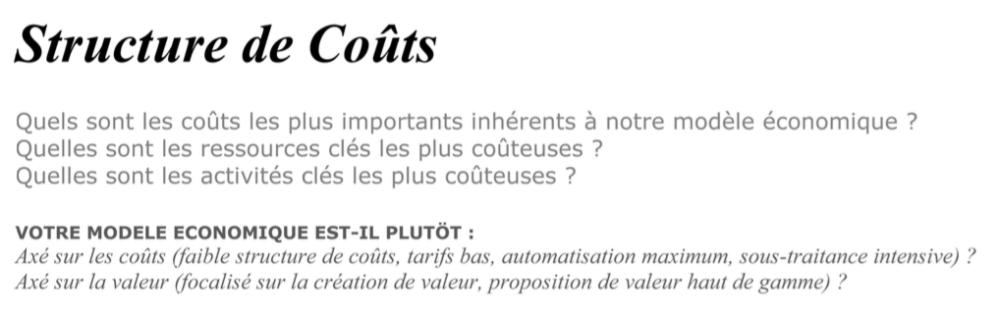 Structure de Coûts
Quels sont les coûts les plus importants inhérents à notre modèle économique ?
Quelles sont les ressources clés les plus coûteuses ?
Quelles sont les activités clés les plus coûteuses ?
VOTRE MODELE ECONOMIQUE EST-IL PLUTÖT :
Axé sur les coûts (faible structure de coûts, tarifs bas, automatisation maximum, sous-traitance intensive) ?
Axé sur la valeur (focalisé sur la création de valeur, proposition de valeur haut de gamme) ?